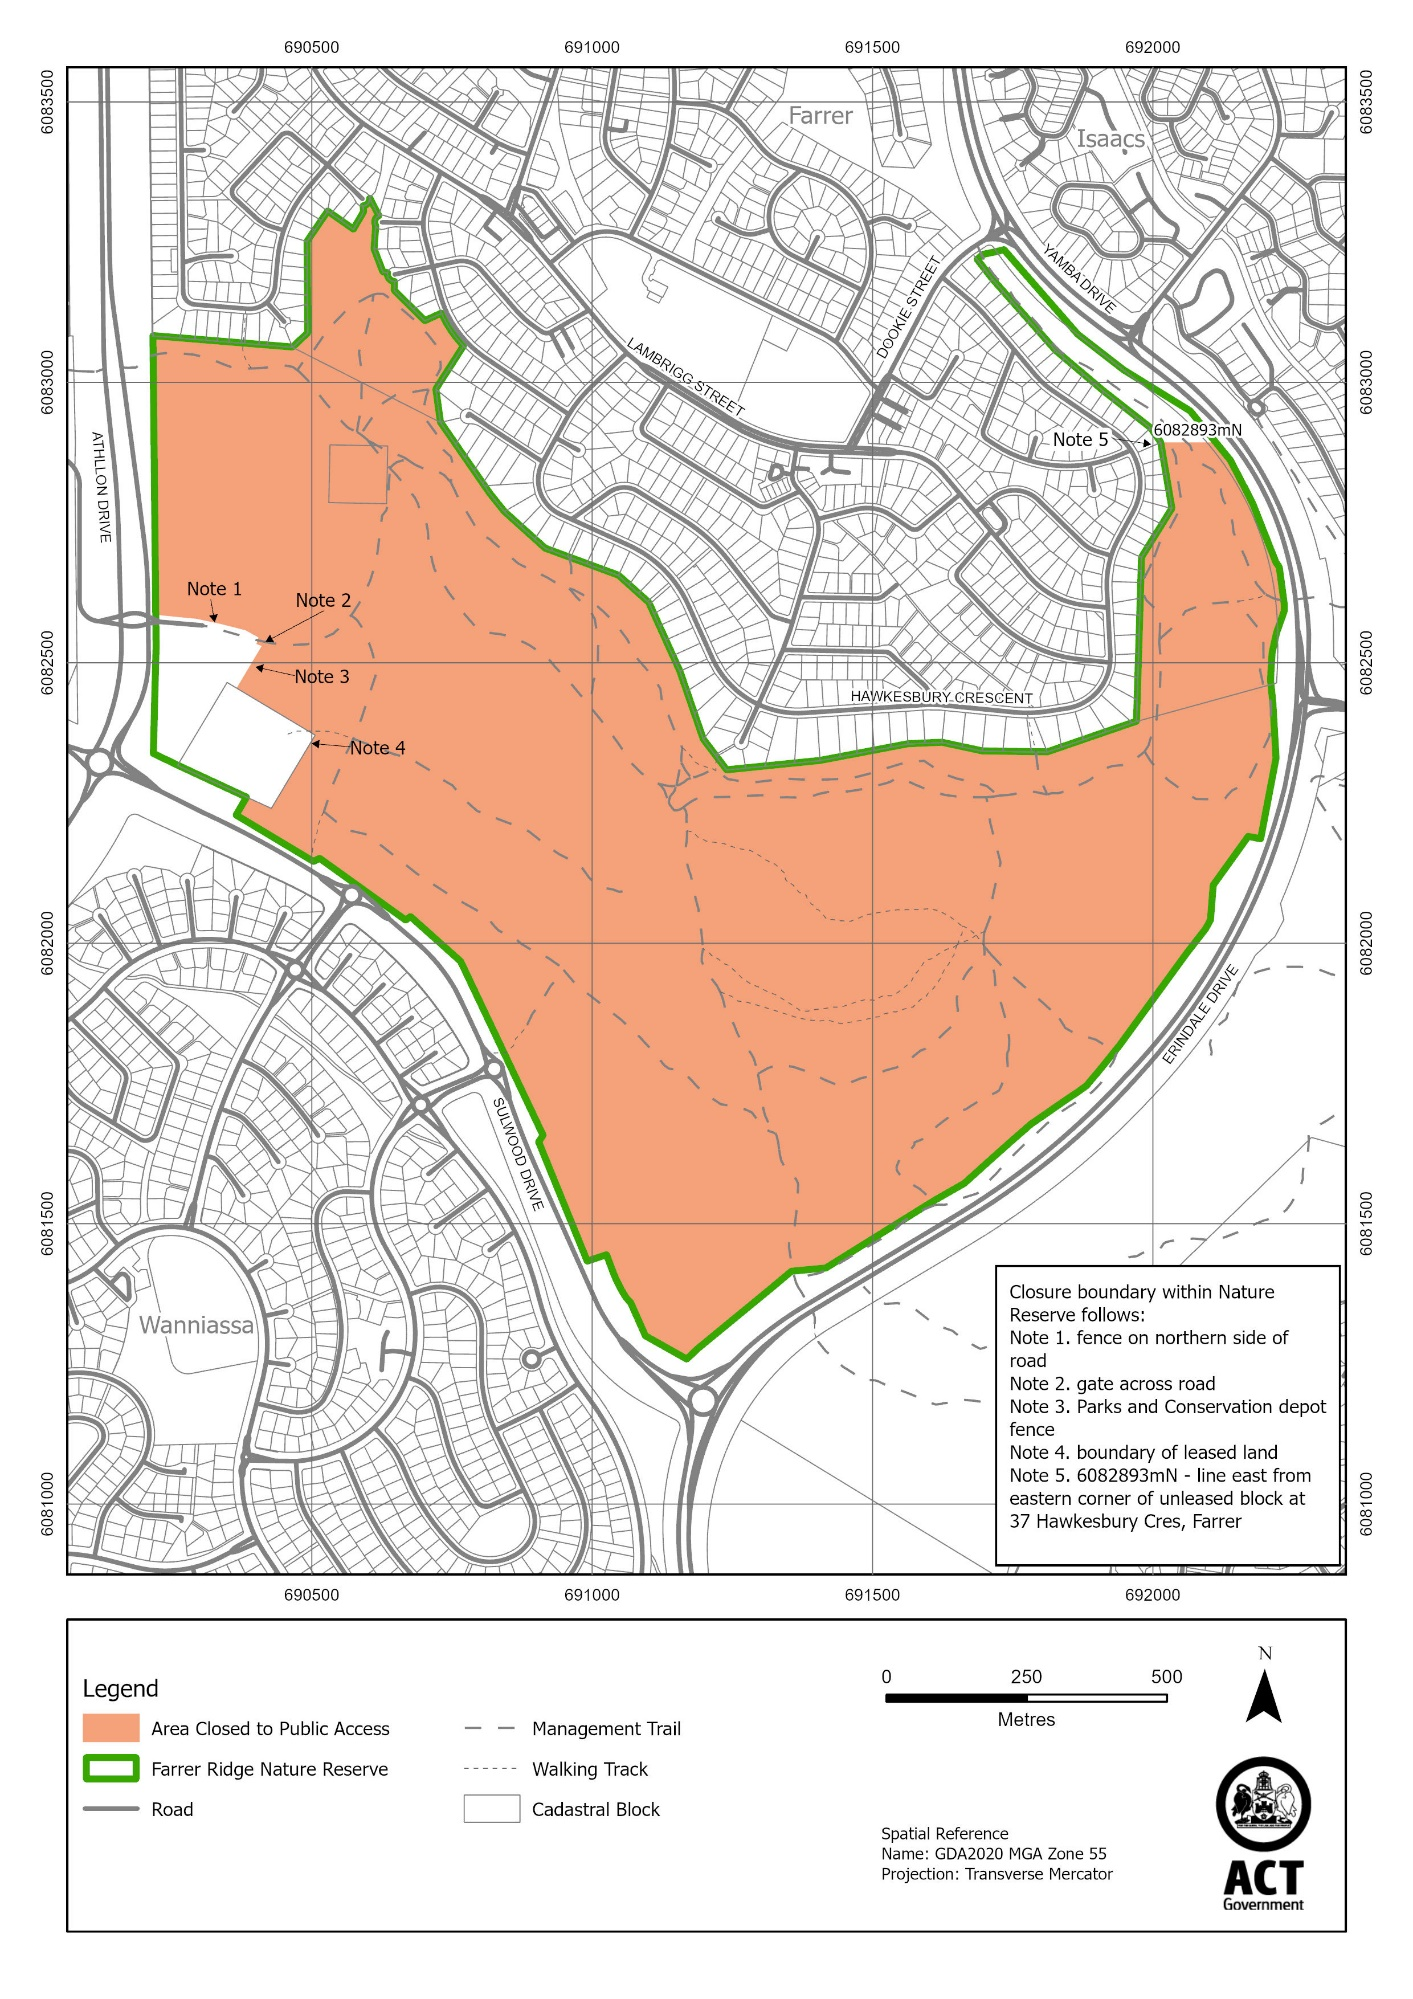 690500 691000 691500 692000
6083500 6083500
Farrer
Isaacs
YAMBA DRIVE
DOOKIE STREET
LAMBRIGG STREET
6083000 6083000
6082893mN
Note 5
ATHLLON DRIVE
Note 1
Note 2
6082500 6082500
Note 3
HAWKESBURY CRESCENT
Note 4
6082000 6082000
ERINDALE DRIVE
SULWOOD DRIVE
6081500 6081500
Wanniassa
Closure boundary within Nature
Reserve follows:
Note 1. fence on northern side of
road
Note 2. gate across road
Note 3. Parks and Conservation depot
fence
Note 4. boundary of leased land
Note 5. 6082893mN - line east from
eastern corner of unleased block at
37 Hawkesbury Cres, Farrer
6081000 6081000
690500 691000 691500 692000
Legend
Area Closed to Public Access
Farrer Ridge Nature Reserve
Road
Management Trail
Walking Track
Cadastral Block
0 250 500
Metres
N
Spatial Reference
Name: GDA2020 MGA Zone 55
Projection: Transverse Mercator
ACT
Government